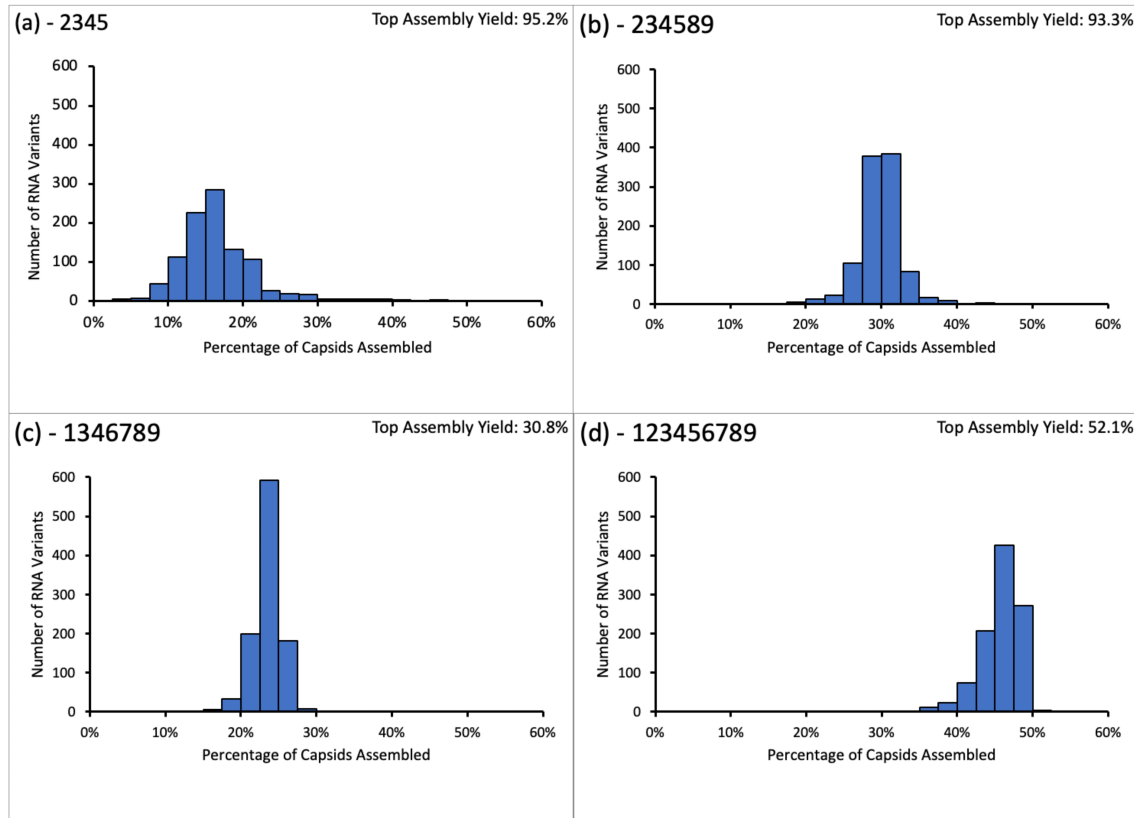 (a) - 2345
Top Assembly Yield: 95.2%
600
500
400
300
200
100
0
Number of RNA Variants
0% 10% 20% 30% 40% 50% 60%
Percentage of Capsids Assembled
(b) - 234589
Top Assembly Yield: 93.3%
600
500
400
300
200
100
0
Number of RNA Variants
0% 10% 20% 30% 40% 50% 60%
Percentage of Capsids Assembled
(c) - 1346789
Top Assembly Yield: 30.8%
600
500
400
300
200
100
0
Number of RNA Variants
0% 10% 20% 30% 40% 50% 60%
Percentage of Capsids Assembled
(d) - 123456789
Top Assembly Yield: 52.1%
600
500
400
300
200
100
0
Number of RNA Variants
0% 10% 20% 30% 40% 50% 60%
Percentage of Capsids Assembled